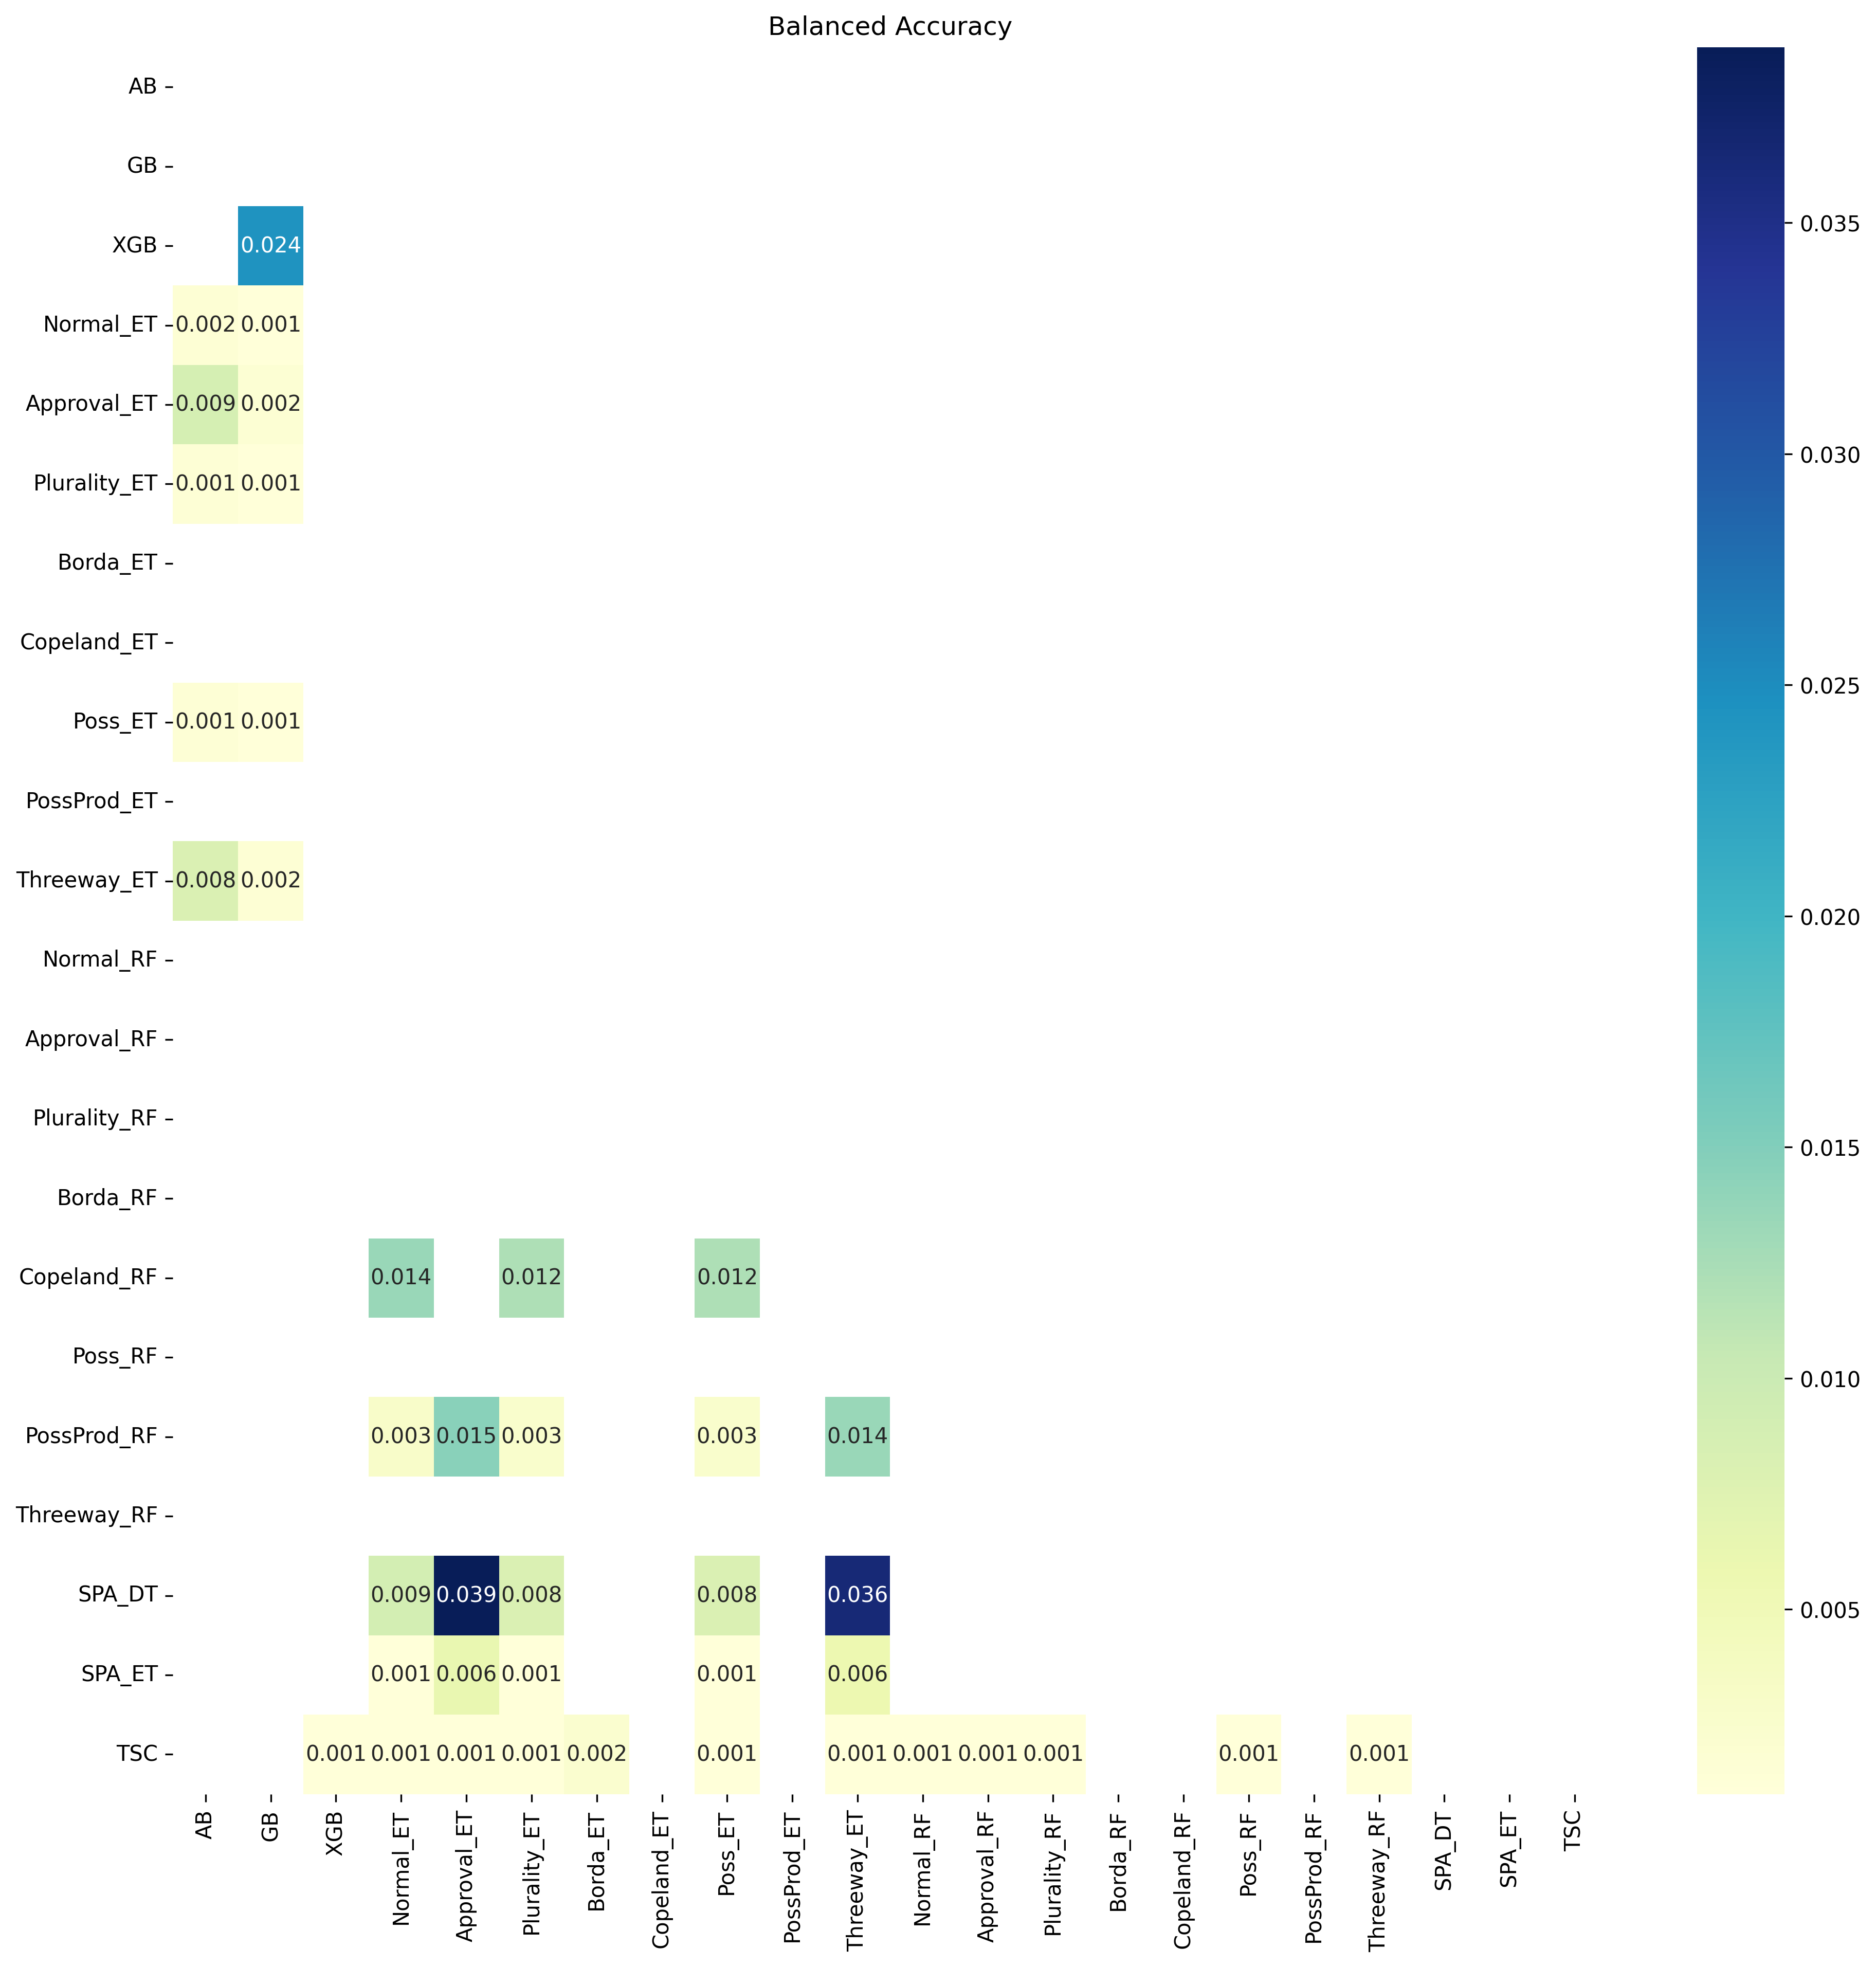 Balanced Accuracy
AB
GB
XGB 0.024
Normal_ET 0.002 0.001
Approval_ET 0.009 0.002
Plurality_ET 0.001 0.001
Borda_ET
Copeland_ET
Poss_ET 0.001 0.001
PossProd_ET
Threeway_ET 0.008 0.002
Normal_RF
Approval_RF
Plurality_RF
Borda_RF
Copeland_RF 0.014 0.012 0.012
Poss_RF
PossProd_RF 0.003 0.015 0.003 0.003 0.014
Threeway_RF
SPA_DT 0.009 0.039 0.008 0.008 0.036
SPA_ET 0.001 0.006 0.001 0.001 0.006
TSC 0.001 0.001 0.001 0.001 0.002 0.001 0.001 0.001 0.001 0.001 0.001 0.001
AB
GB
XGB
Normal_ET
Approval_ET
Plurality_ET
Borda_ET
Copeland_ET
Poss_ET
PossProd_ET
Threeway_ET
Normal_RF
Approval_RF
Plurality_RF
Borda_RF
Copeland_RF
Poss_RF
PossProd_RF
Threeway_RF
SPA_DT
SPA_ET
TSC
0.035
0.030
0.025
0.020
0.015
0.010
0.005